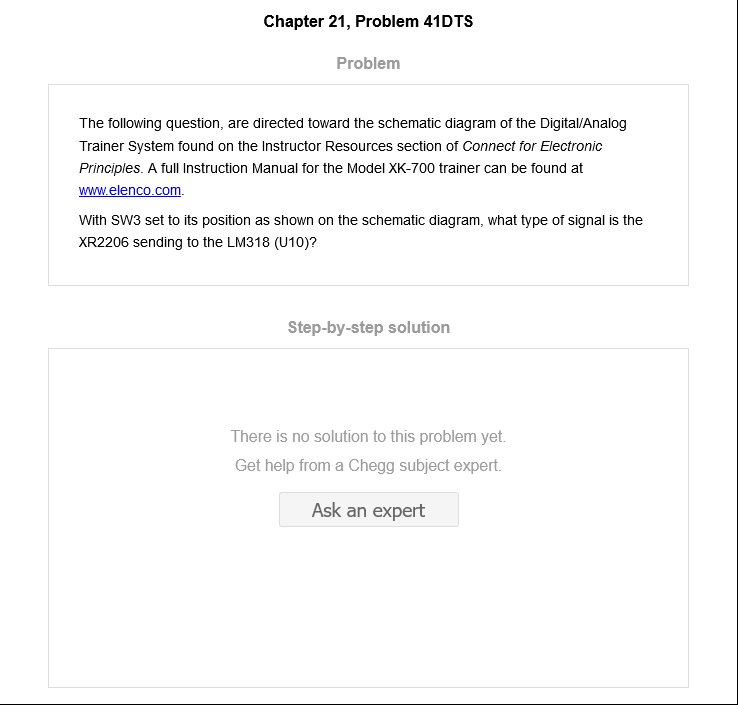 Chapter 21, Problem 41DTS
Problem
The following question, are directed toward the schematic diagram of the Digital/Analog
Trainer System found on the Instructor Resources section of Connect for Electronic
Principles. A full Instruction Manual for the Model XK-700 trainer can be found at
www.elenco.com.
With SW3 set to its position as shown on the schematic diagram, what type of signal is the
XR2206 sending to the LM318 (U10)?
Step-by-step solution
There is no solution to this problem yet.
Get help from a Chegg subject expert.
Ask an expert